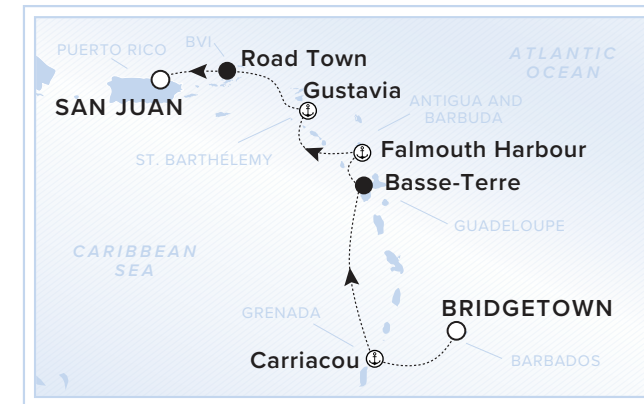 PUERTO RICO
BVI
Road Town
ATLANTIC
OCEAN
SAN JUAN
Gustavia
ANTIGUA AND
BARBUDA
ST. BARTHÉLEMY
Falmouth Harbour
Basse-Terre
GUADELOUPE
CARIBBEAN
SEA
GRENADA
BRIDGETOWN
Carriacou
BARBADOS